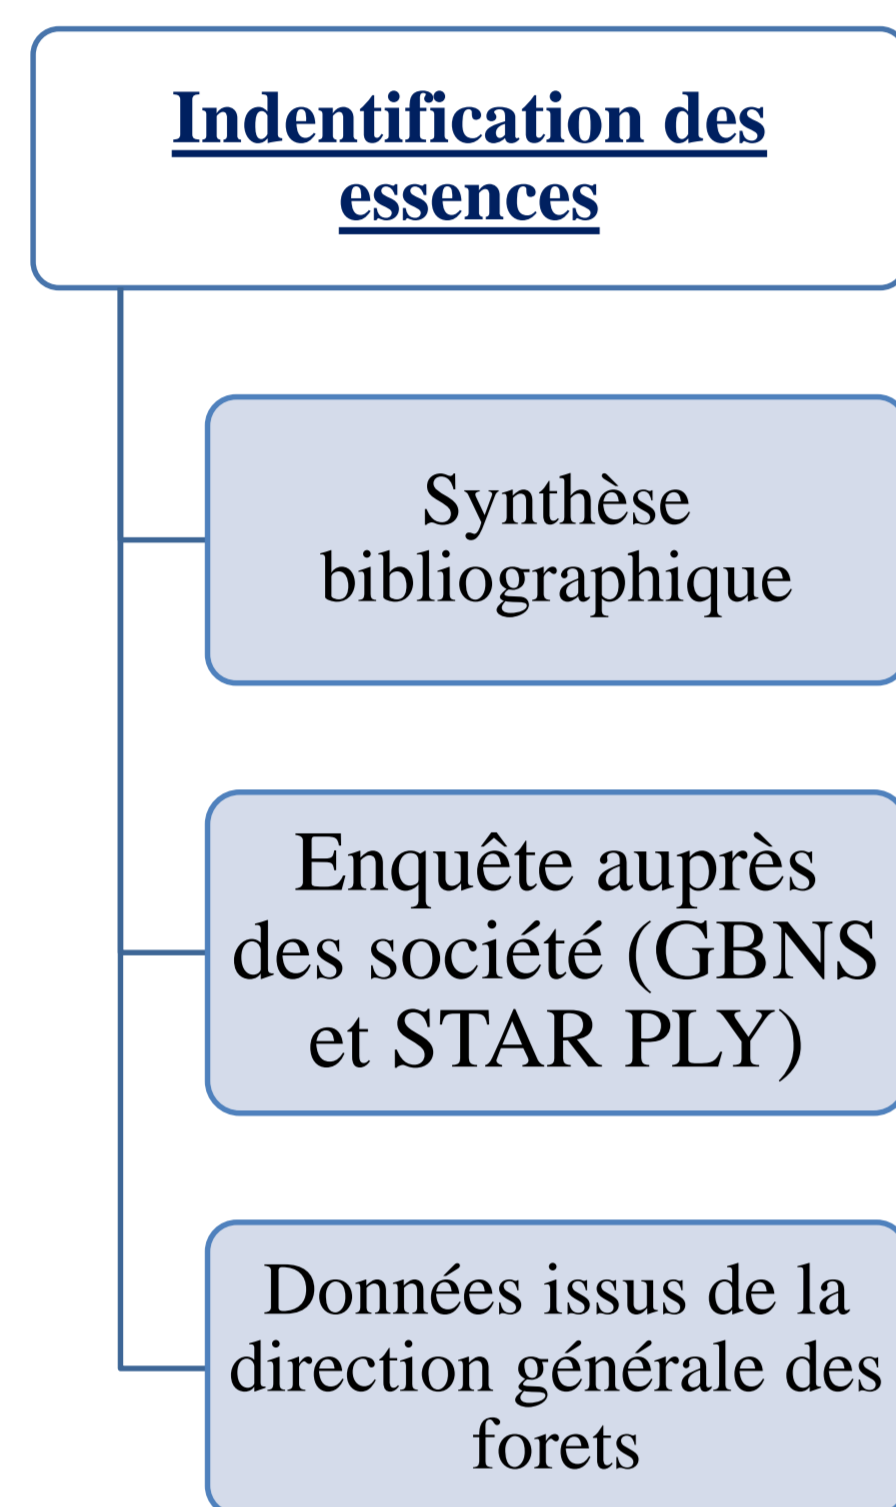 Indentification des
essences
Synthèse
bibliographique
Enquête auprès
des société (GBNS
et STAR PLY)
Données issus de la
direction générale des
forets